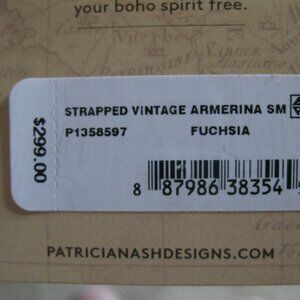 your boho spirit free.
STRAPPED VINTAGE ARMERINA SM
P1358597 FUCHSIA
$299.00
8 87986 38354
PATRICIANASHDESIGNS.COM